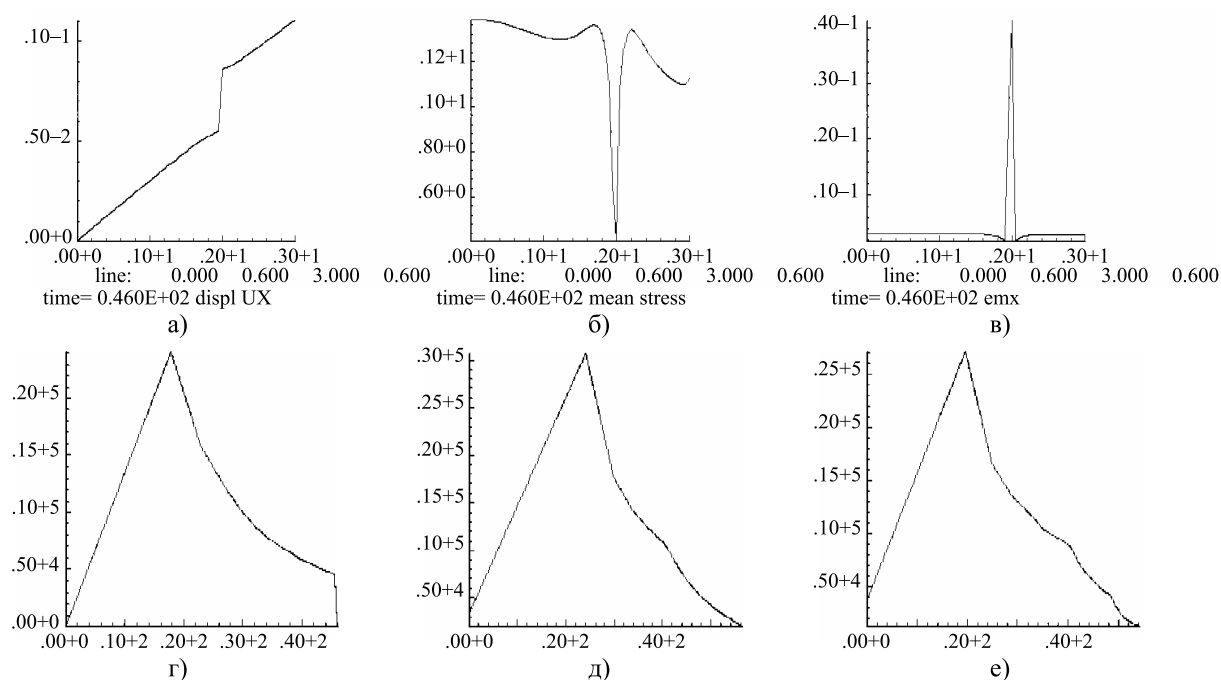 .10–1
.50–2
.00+0
.00+0 .10+1 .20+1 .30+1
line: 0.000 0.600 3.000 0.600
time= 0.460E+02 displ UX
а)
.12+1
.10+1
.80+0
.60+0
.00+0 .10+1 .20+1 .30+1
line: 0.000 0.600 3.000 0.600
time= 0.460E+02 mean stress
б)
.40–1
.30–1
.20–1
.10–1
.00+0 .10+1 .20+1 .30+1
line: 0.000 0.600 3.000 0.600
time= 0.460E+02 emx
в)
.20+5
.15+5
.10+5
.50+4
.00+0
.00+0 .10+2 .20+2 .30+2 .40+2
г)
.30+5
.25+5
.20+5
.15+5
.10+5
.50+4
.00+0 .20+2 .40+2
д)
.25+5
.20+5
.15+5
.10+5
.50+4
.00+0 .20+2 .40+2
е)